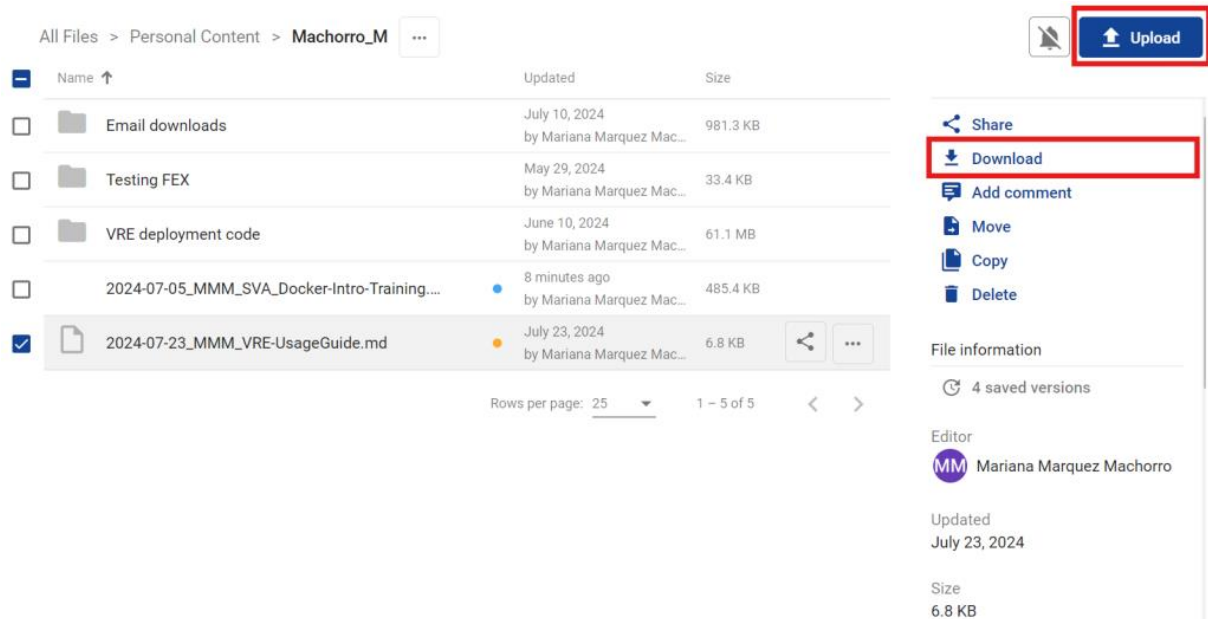 All Files > Personal Content > Machorro_M ...
Upload
Name ↑ Updated Size
Email downloads
July 10, 2024
by Mariana Marquez Mac...
981.3 KB
Testing FEX
May 29, 2024
by Mariana Marquez Mac...
33.4 KB
VRE deployment code
June 10, 2024
by Mariana Marquez Mac...
61.1 MB
2024-07-05_MMM_SVA_Docker-Intro-Training....
8 minutes ago
by Mariana Marquez Mac...
485.4 KB
2024-07-23_MMM_VRE-UsageGuide.md
July 23, 2024
by Mariana Marquez Mac...
6.8 KB
...
Rows per page: 25 1 – 5 of 5 < >
Share
Download
Add comment
Move
Copy
Delete
File information
4 saved versions
Editor
MM Mariana Marquez Machorro
Updated
July 23, 2024
Size
6.8 KB